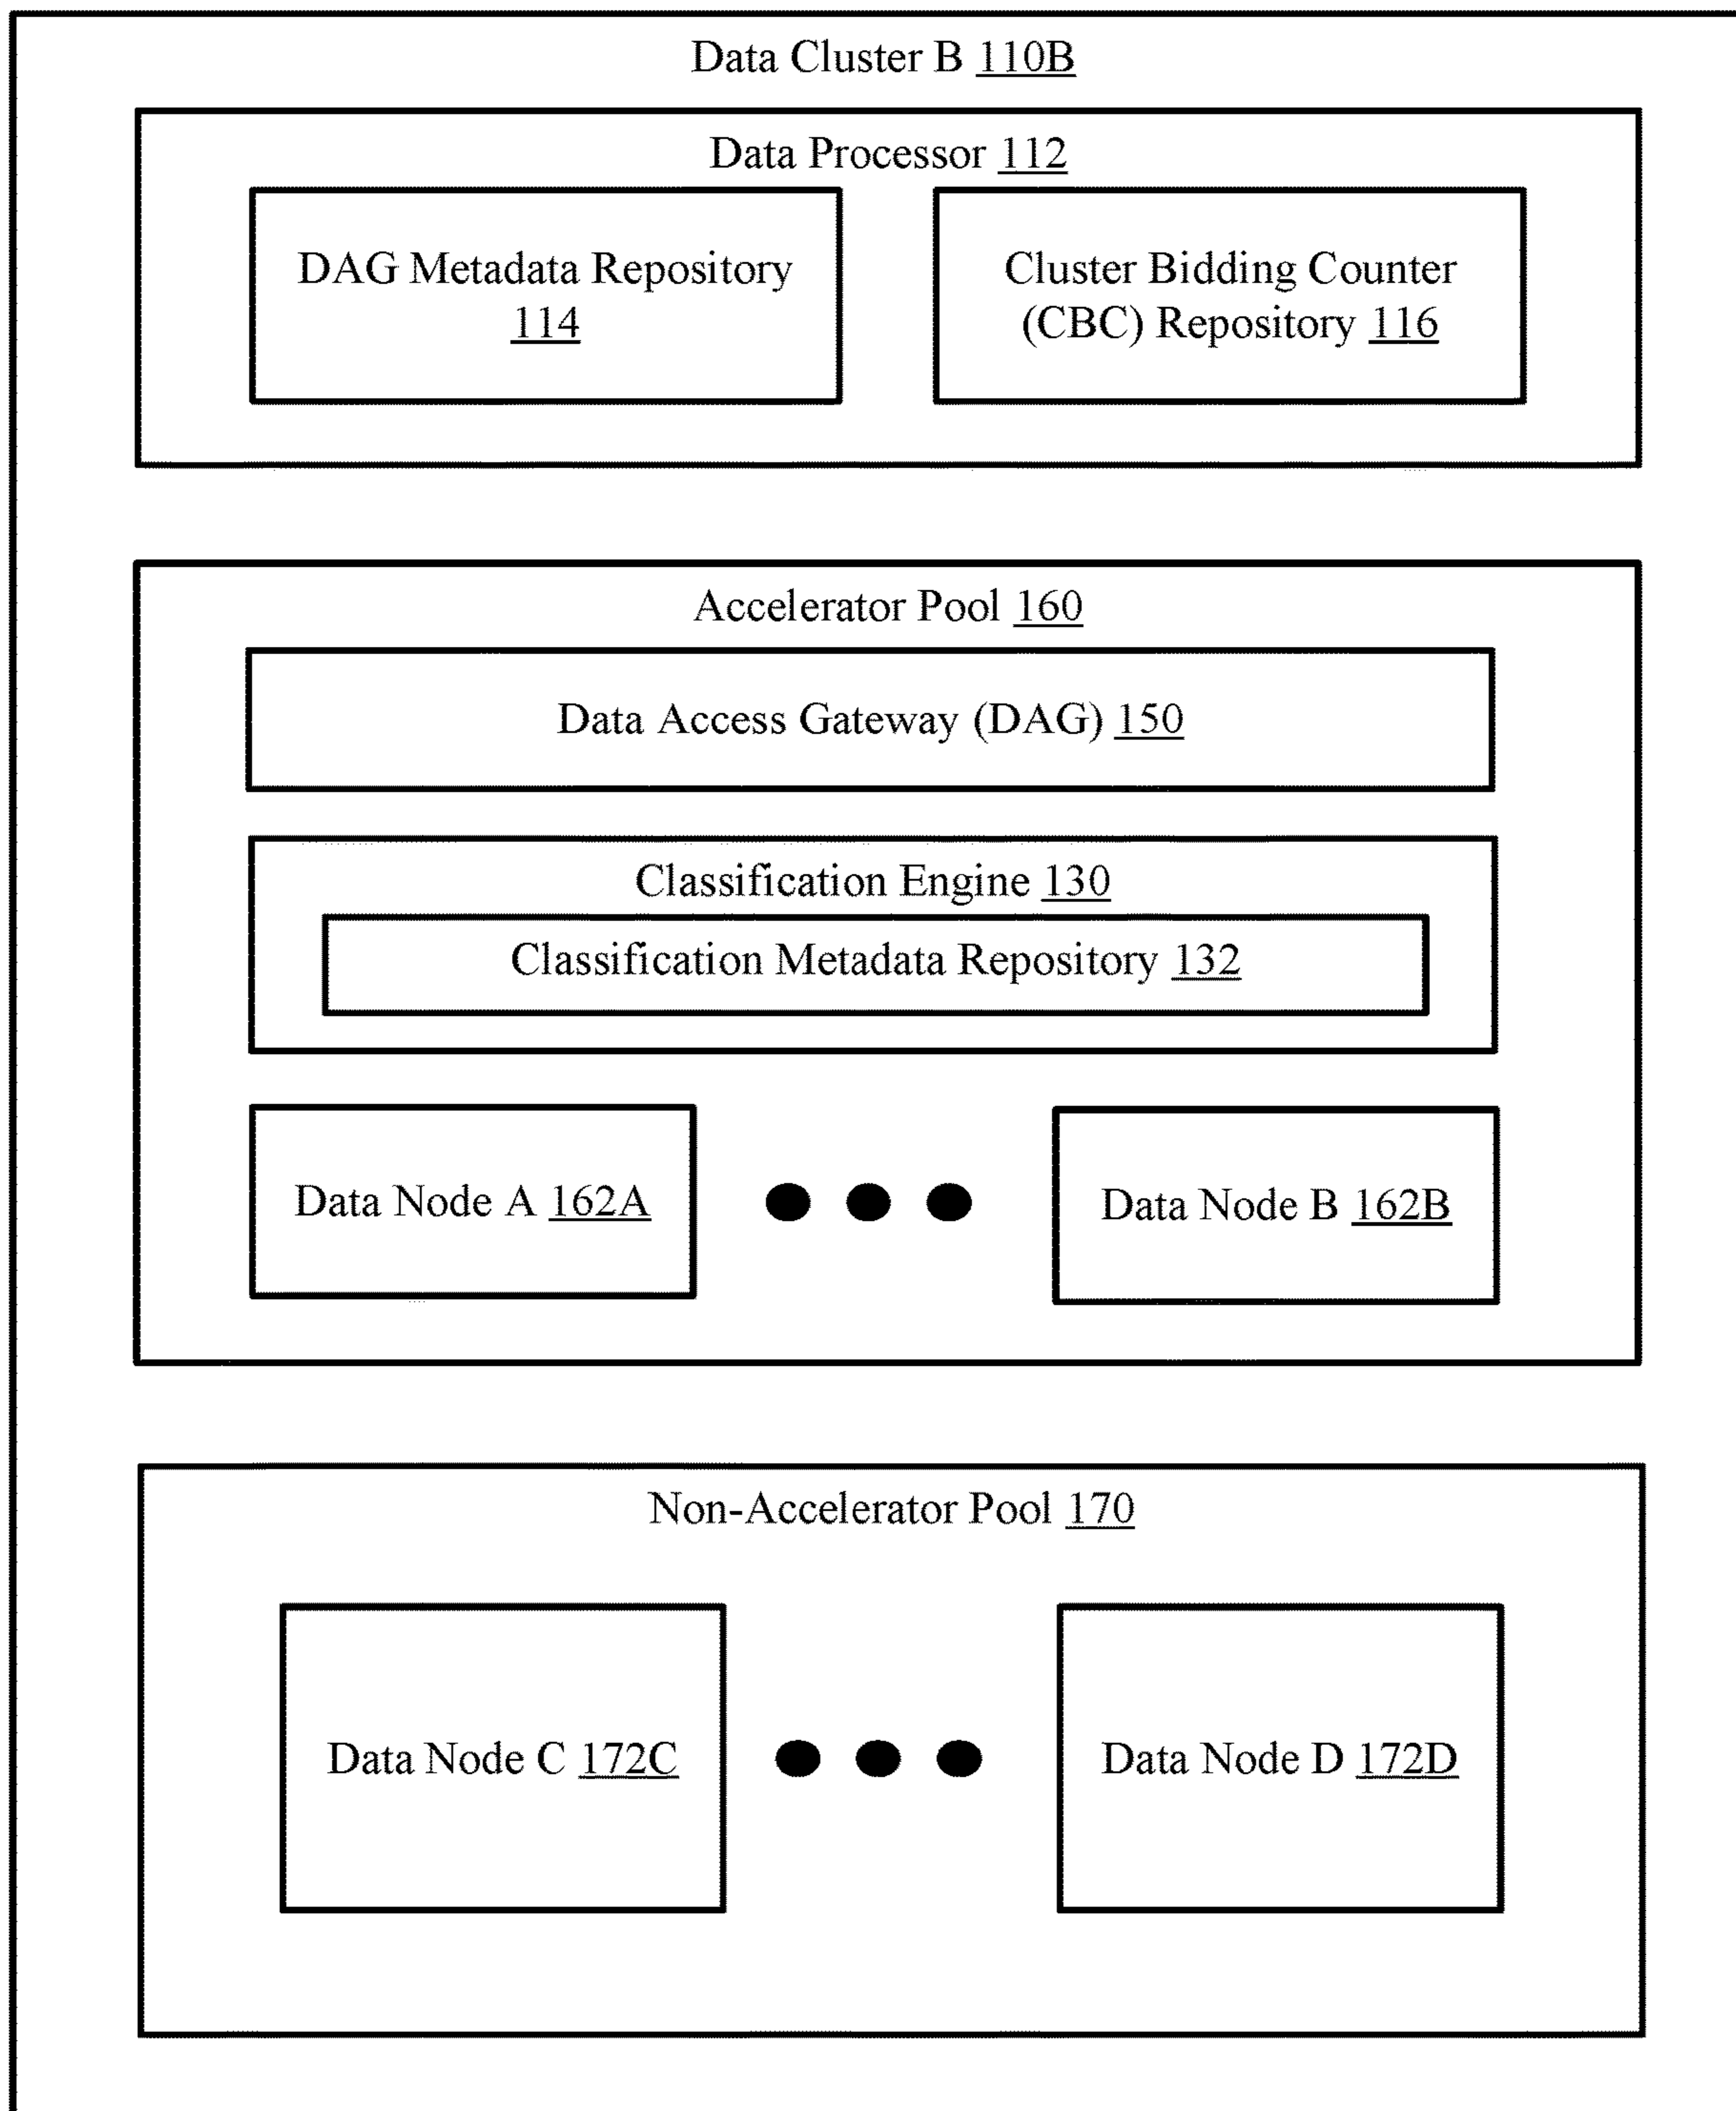 Data Cluster B 110B
Data Processor 112
DAG Metadata Repository
114
Cluster Bidding Counter
(CBC) Repository 116
Accelerator Pool 160
Data Access Gateway (DAG) 150
Classification Engine 130
Classification Metadata Repository 132
Data Node A 162A
Data Node B 162B
Non-Accelerator Pool 170
Data Node C 172C
Data Node D 172D